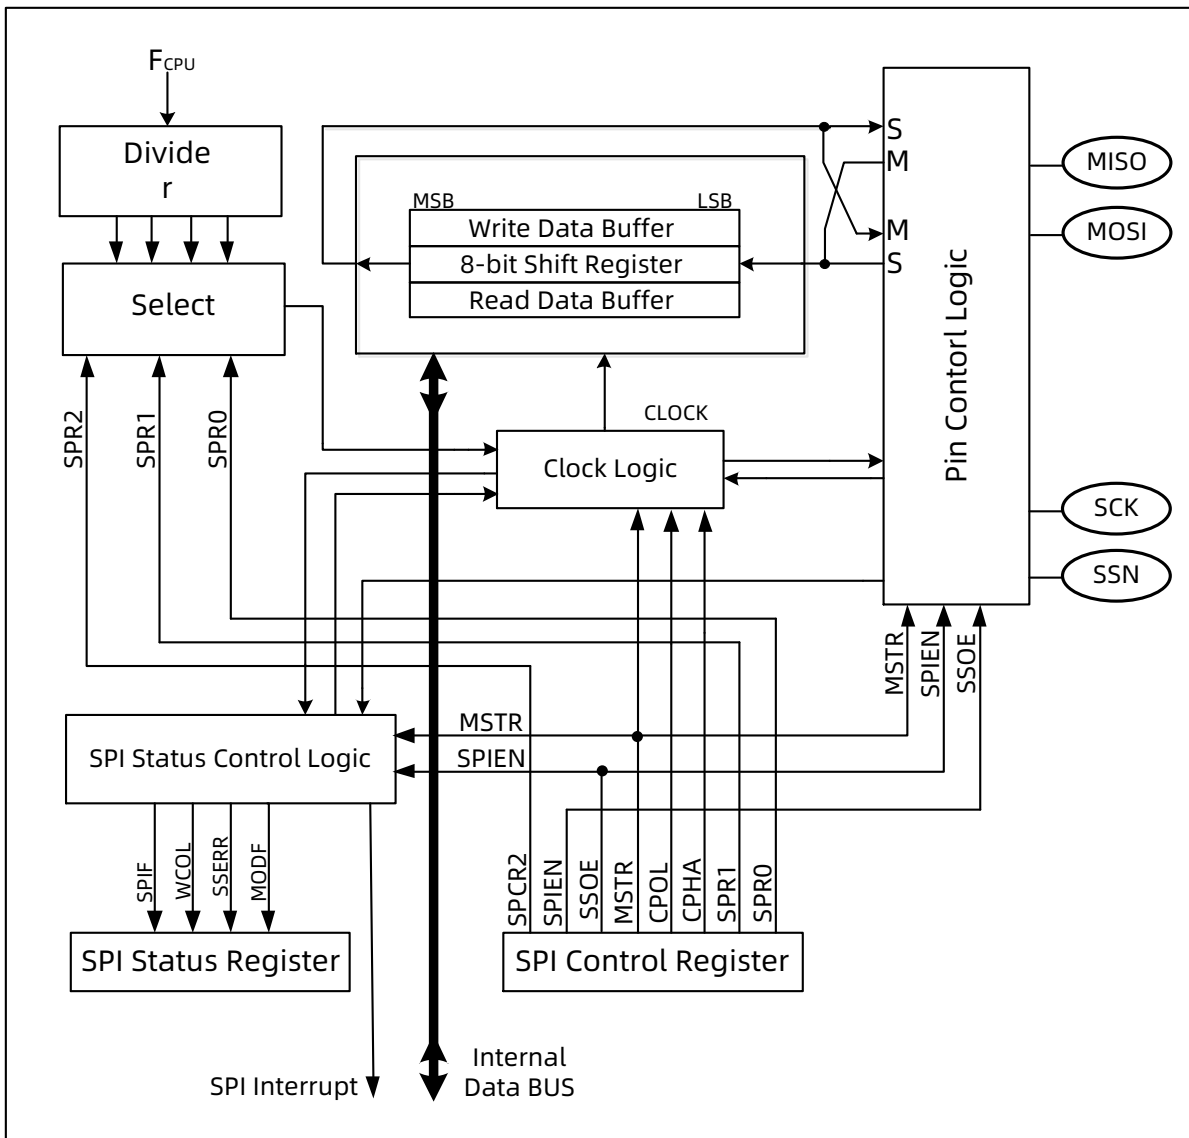 FCPU
Divide
r
Select
SPR2
SPR1
SPR0
MSB
LSB
Write Data Buffer
8-bit Shift Register
Read Data Buffer
S
M
M
S
Pin Contorl Logic
MISO
MOSI
SCK
SSN
CLOCK
Clock Logic
MSTR
SPIEN
SSOE
SPI Status Control Logic
MSTR
SPIEN
SPIF
WCOL
SSERR
MODF
SPI Status Register
SPCR2
SPIEN
SSOE
MSTR
CPOL
CPHA
SPR1
SPR0
SPI Control Register
SPI Interrupt
Internal
Data BUS